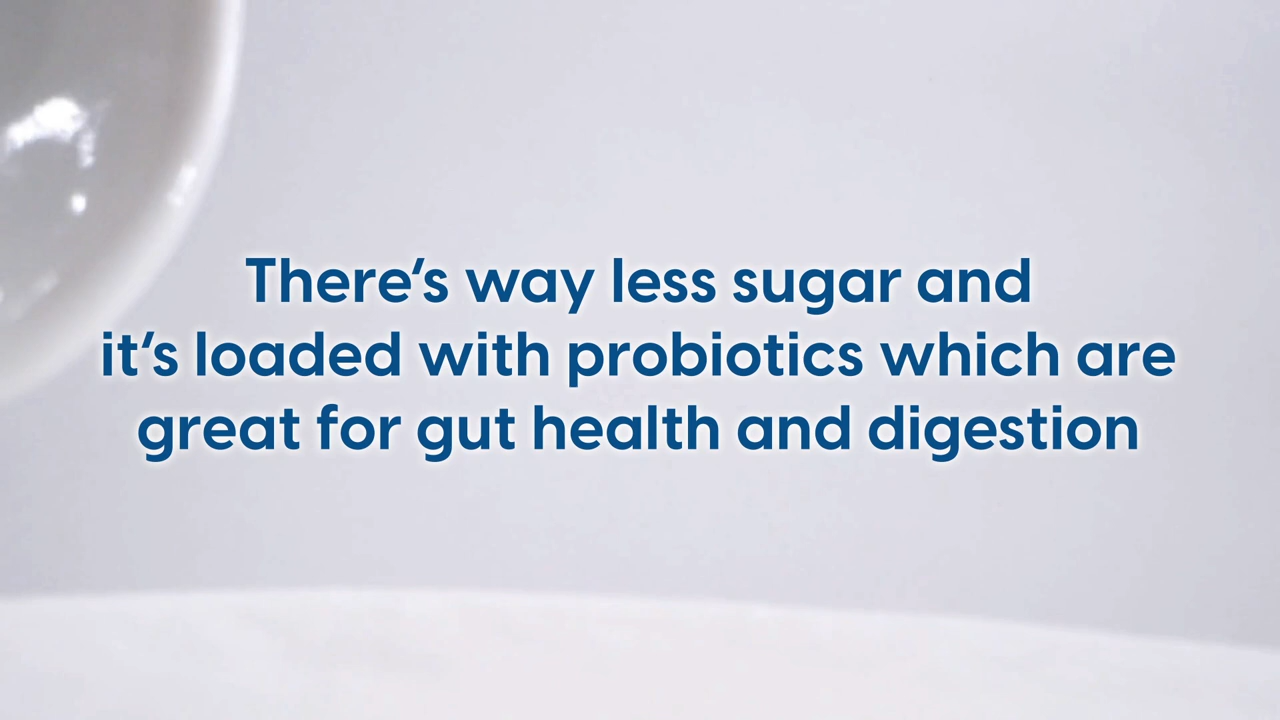 There‘s way less sugar and
it’s loaded with probiotics which are
great for gut health and digestion